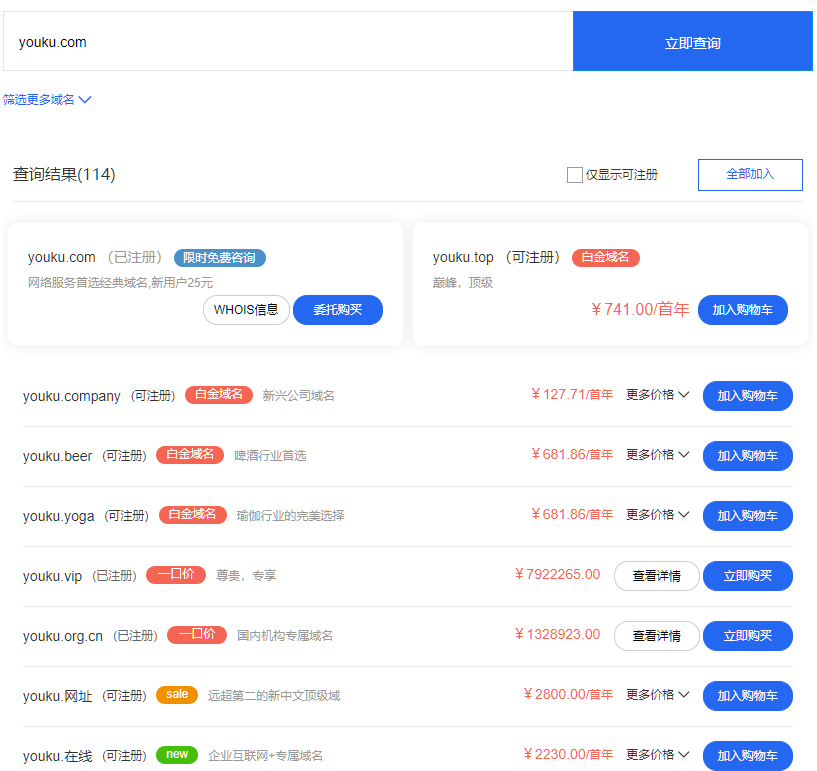 youku.com
立即查询
筛选更多域名
查询结果(114)
仅显示可注册
全部加入
youku.com (已注册) 限时免费咨询
网络服务首选经典域名,新用户25元
WHOIS信息 委托购买
youku.top (可注册) 白金域名
巅峰，顶级
￥741.00/首年 加入购物车
youku.company (可注册) 白金域名 新兴公司域名 ￥127.71/首年 更多价格 加入购物车
youku.beer (可注册) 白金域名 啤酒行业首选 ￥681.86/首年 更多价格 加入购物车
youku.yoga (可注册) 白金域名 瑜伽行业的完美选择 ￥681.86/首年 更多价格 加入购物车
youku.vip (已注册) 一口价 尊贵，专享 ￥7922265.00 查看详情 立即购买
youku.org.cn (已注册) 一口价 国内机构专属域名 ￥1328923.00 查看详情 立即购买
youku.网址 (可注册) sale 远超第二的新中文顶级域 ￥2800.00/首年 更多价格 加入购物车
youku.在线 (可注册) new 企业互联网+专属域名 ￥2230.00/首年 更多价格 加入购物车